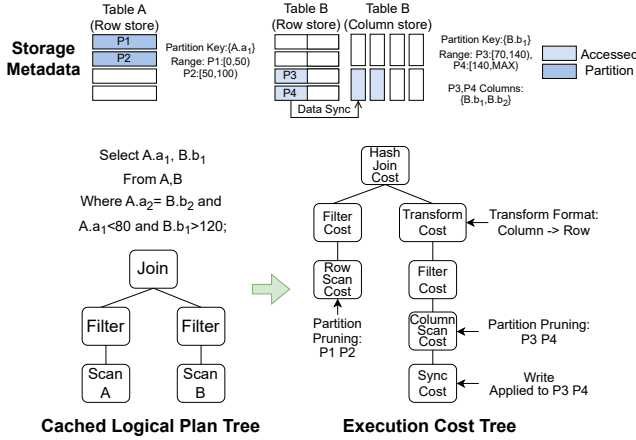 Table A
(Row store)
Table B
(Row store)
Table B
(Column store)
Storage
Metadata
P1
P2
Partition Key:{A.a₁}
Range: P1:[0,50)
P2:[50,100)
P3
P4
Data Sync
Partition Key:{B.b₁}
Range: P3:[70,140),
P4:[140,MAX)
P3,P4 Columns:
{B.b₁,B.b₂}
Accessed
Partition
Select A.a₁, B.b₁
From A,B
Where A.a₂= B.b₂ and
A.a₁<80 and B.b₁>120;
Join
Filter
Filter
Scan
A
Scan
B
Cached Logical Plan Tree
Hash
Join
Cost
Filter
Cost
Transform
Cost
Transform Format:
Column -> Row
Row
Scan
Cost
Filter
Cost
Partition
Pruning:
P1 P2
Column
Scan
Cost
Partition Pruning:
P3 P4
Sync
Cost
Write
Applied to P3 P4
Execution Cost Tree